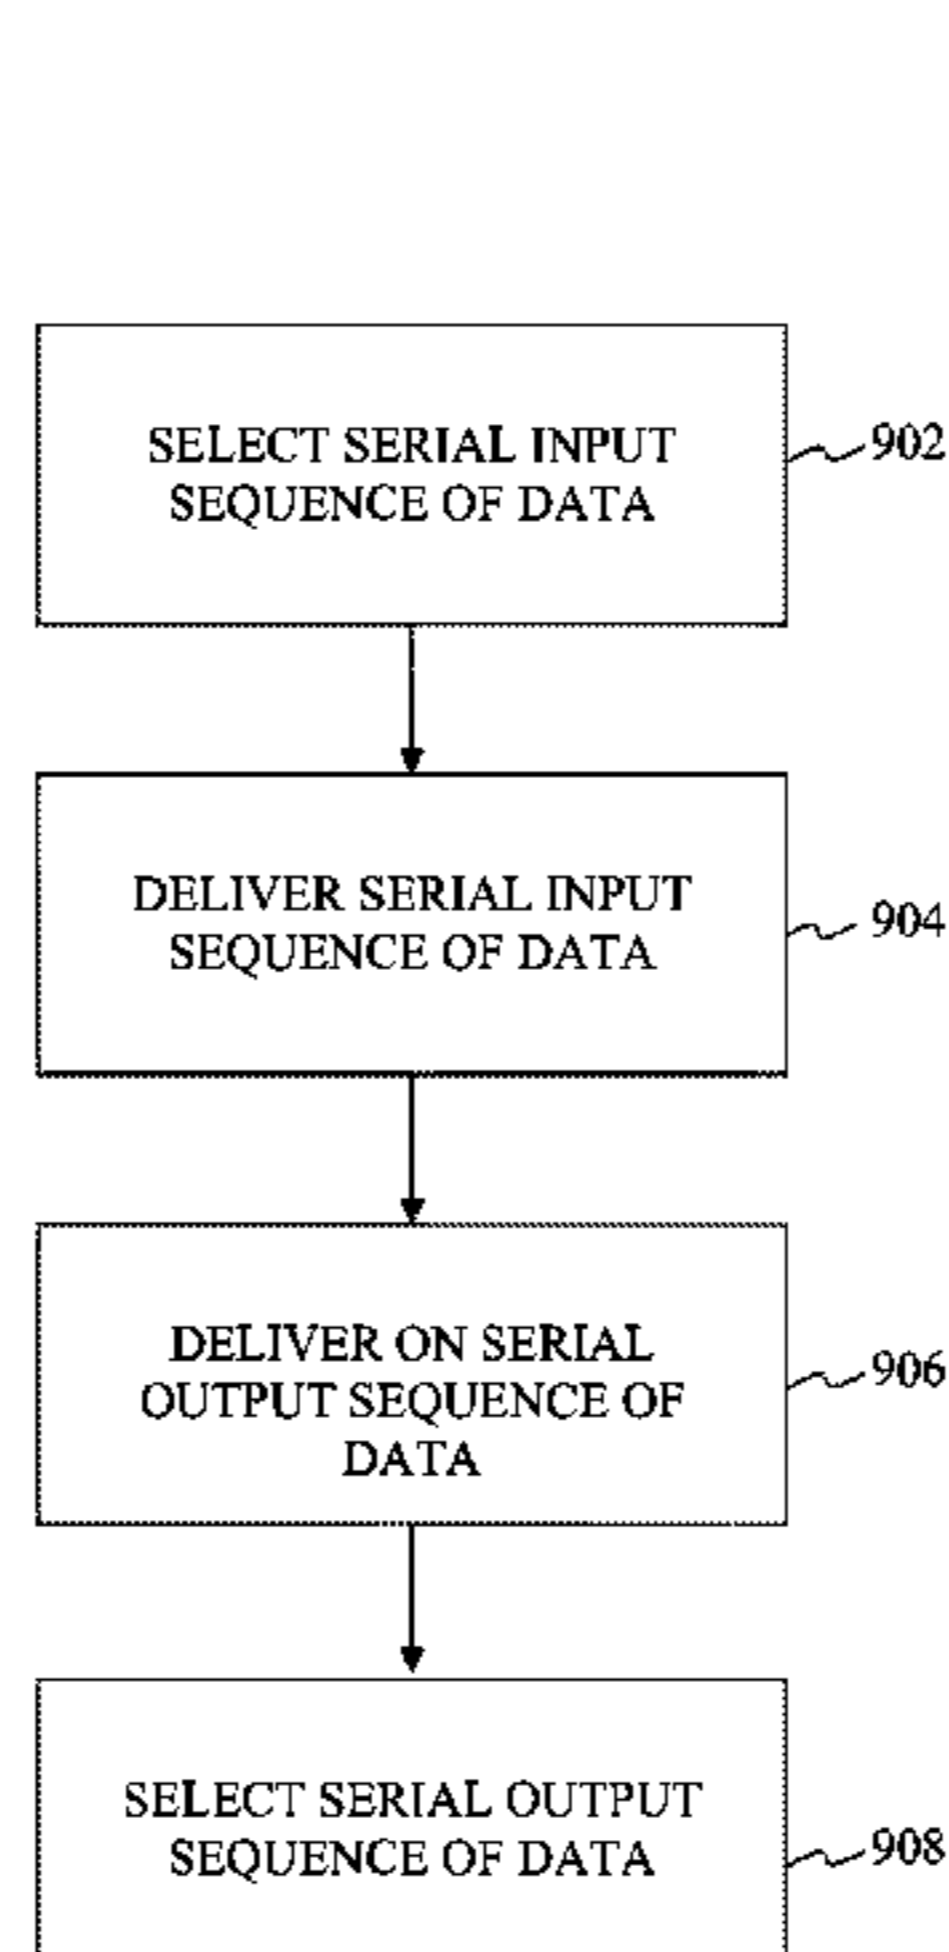 SELECT SERIAL INPUT
SEQUENCE OF DATA
902
DELIVER SERIAL INPUT
SEQUENCE OF DATA
904
DELIVER ON SERIAL
OUTPUT SEQUENCE OF
DATA
906
SELECT SERIAL OUTPUT
SEQUENCE OF DATA
908